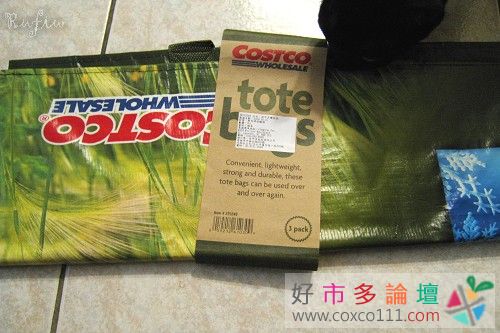 Rufiw
COSTCO
WHOLESALE
tote
bags
Convenient, lightweight,
strong and durable, these
tote bags can be used over
and over again.
3 pack
COSTCO
WHOLESALE
好市多論壇
www.coxco111.com